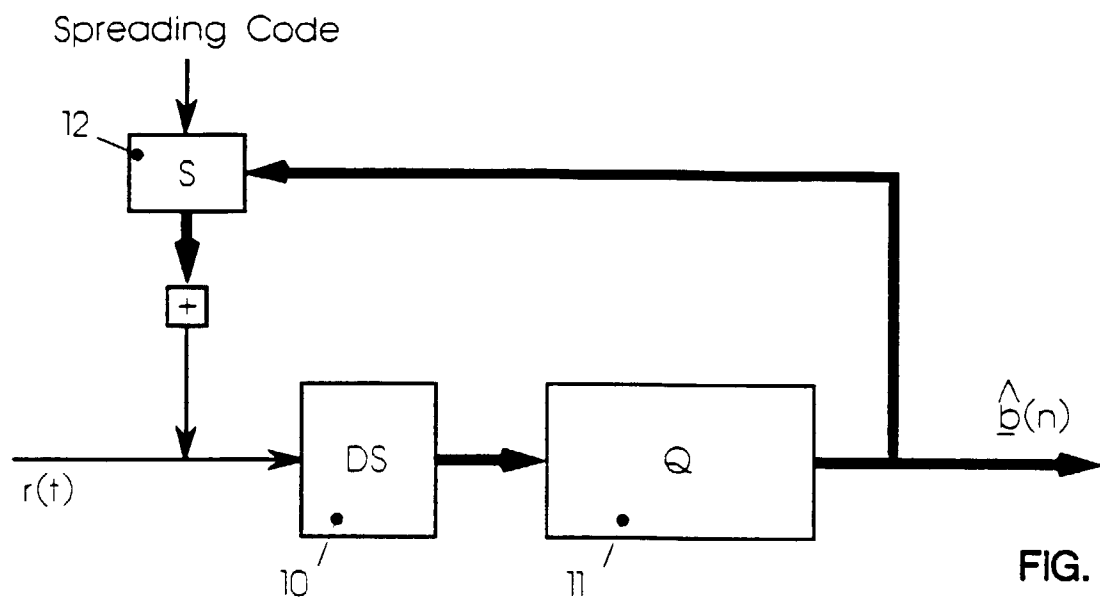 Spreading Code
12
S
+
r(t)
DS
Q
b̲̂(n)
10
11
FIG.